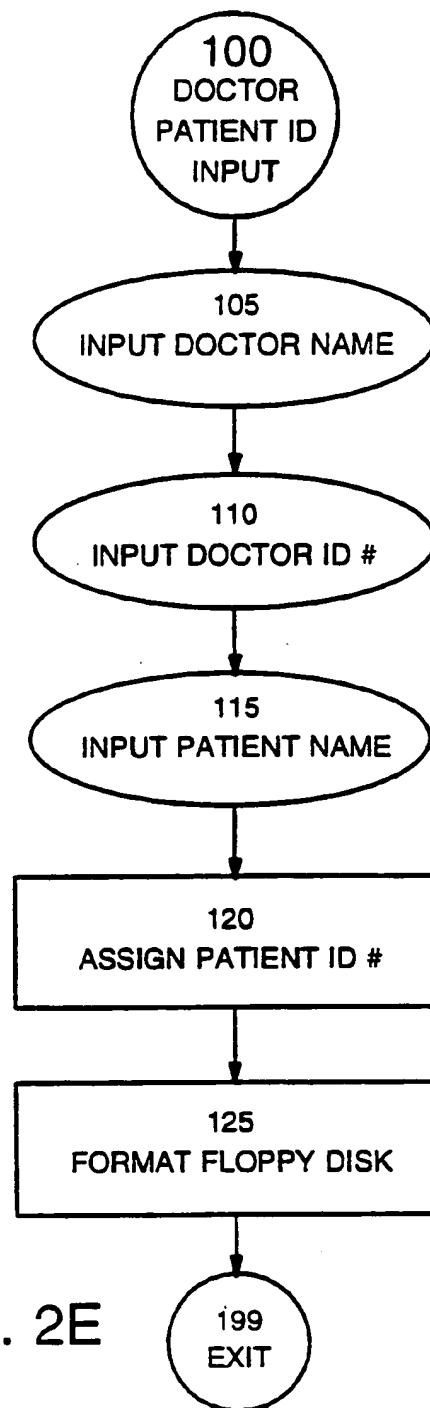 100
DOCTOR
PATIENT ID
INPUT
105
INPUT DOCTOR NAME
110
INPUT DOCTOR ID #
115
INPUT PATIENT NAME
120
ASSIGN PATIENT ID #
125
FORMAT FLOPPY DISK
199
EXIT
. 2E